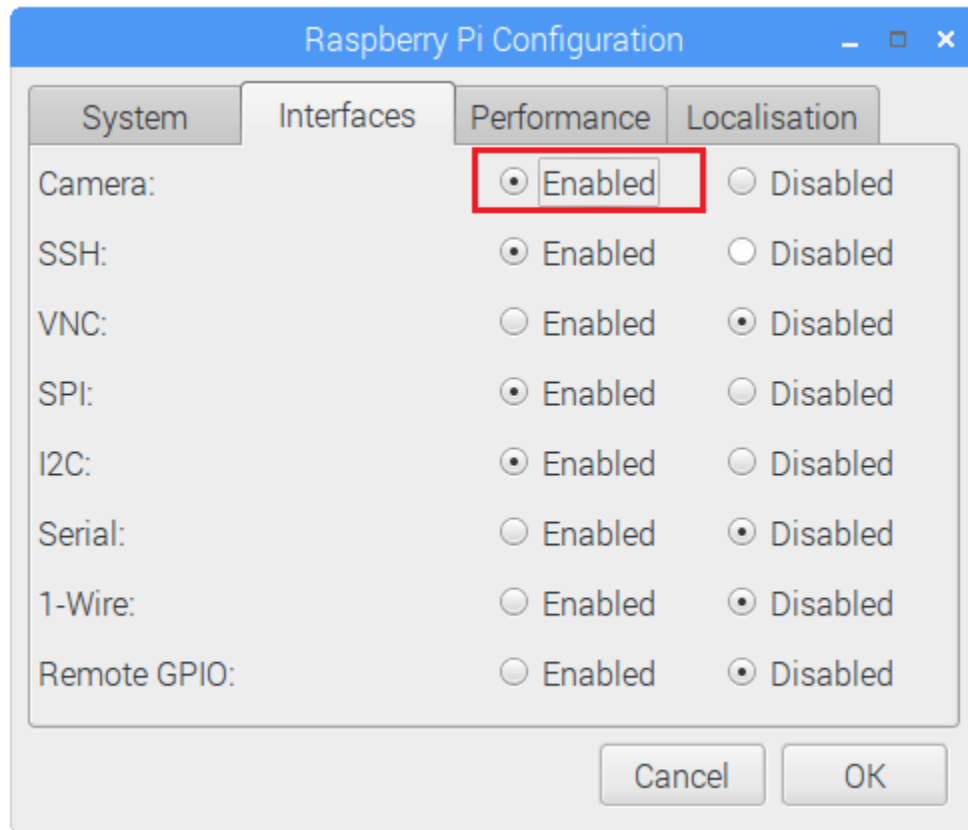 Raspberry Pi Configuration
System Interfaces Performance Localisation
Camera: Enabled Disabled
SSH: Enabled Disabled
VNC: Enabled Disabled
SPI: Enabled Disabled
I2C: Enabled Disabled
Serial: Enabled Disabled
1-Wire: Enabled Disabled
Remote GPIO: Enabled Disabled
Cancel OK